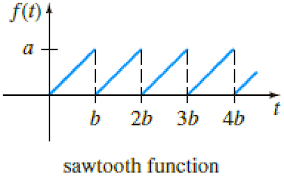 f(t)
a
b 2b 3b 4b t
sawtooth function